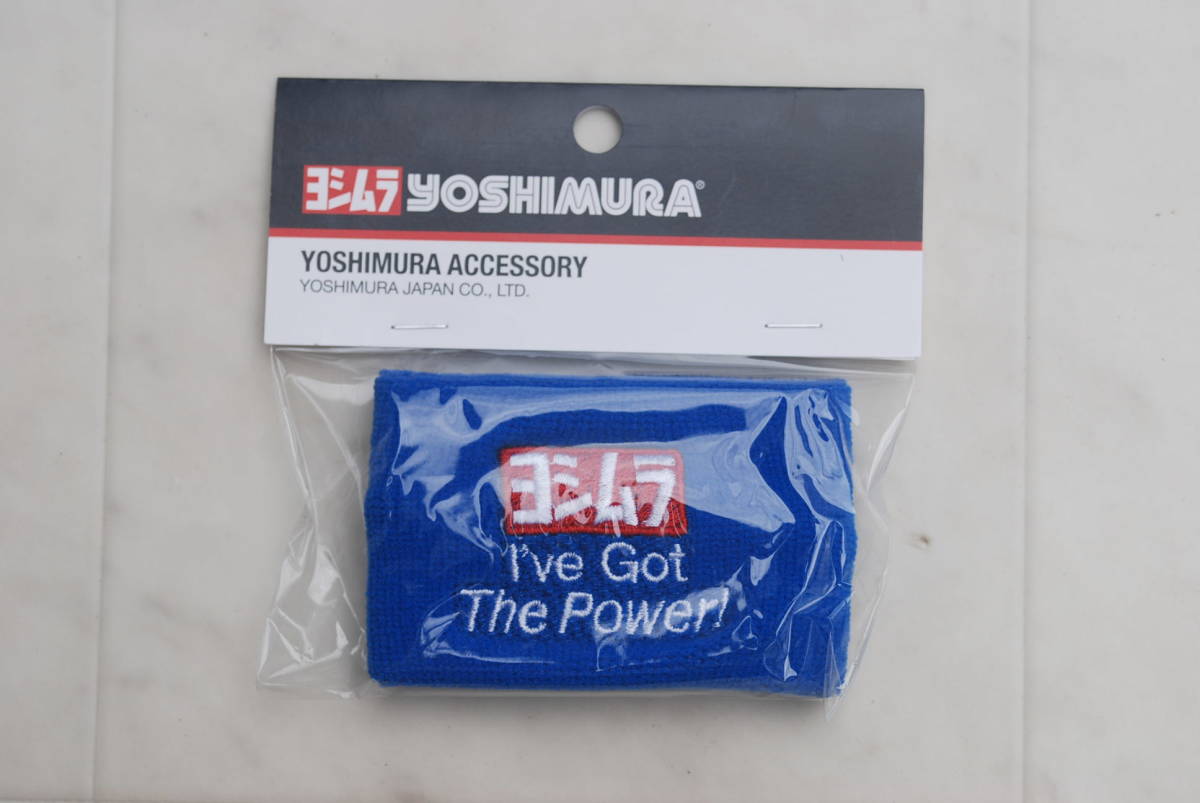 ヨシムラ YOSHIMURA®
YOSHIMURA ACCESSORY
YOSHIMURA JAPAN CO., LTD.
ヨシムラ
I've Got
The Power!